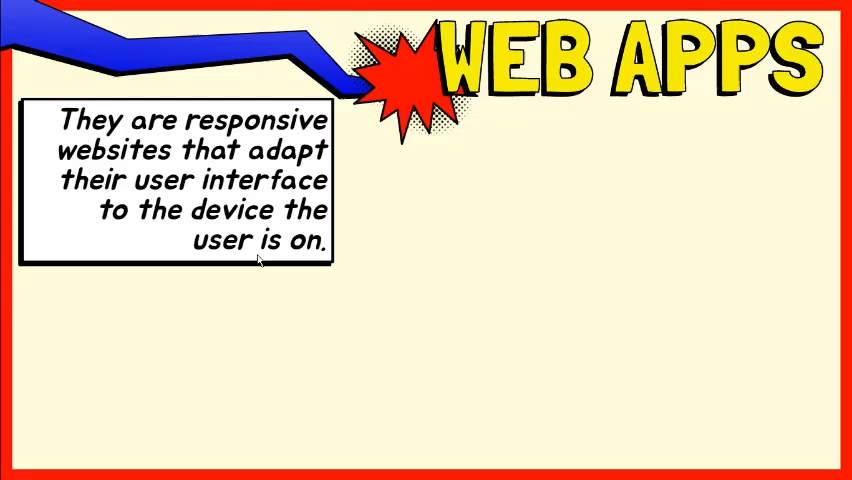 WEB APPS
They are responsive
websites that adapt
their user interface
to the device the
user is on.